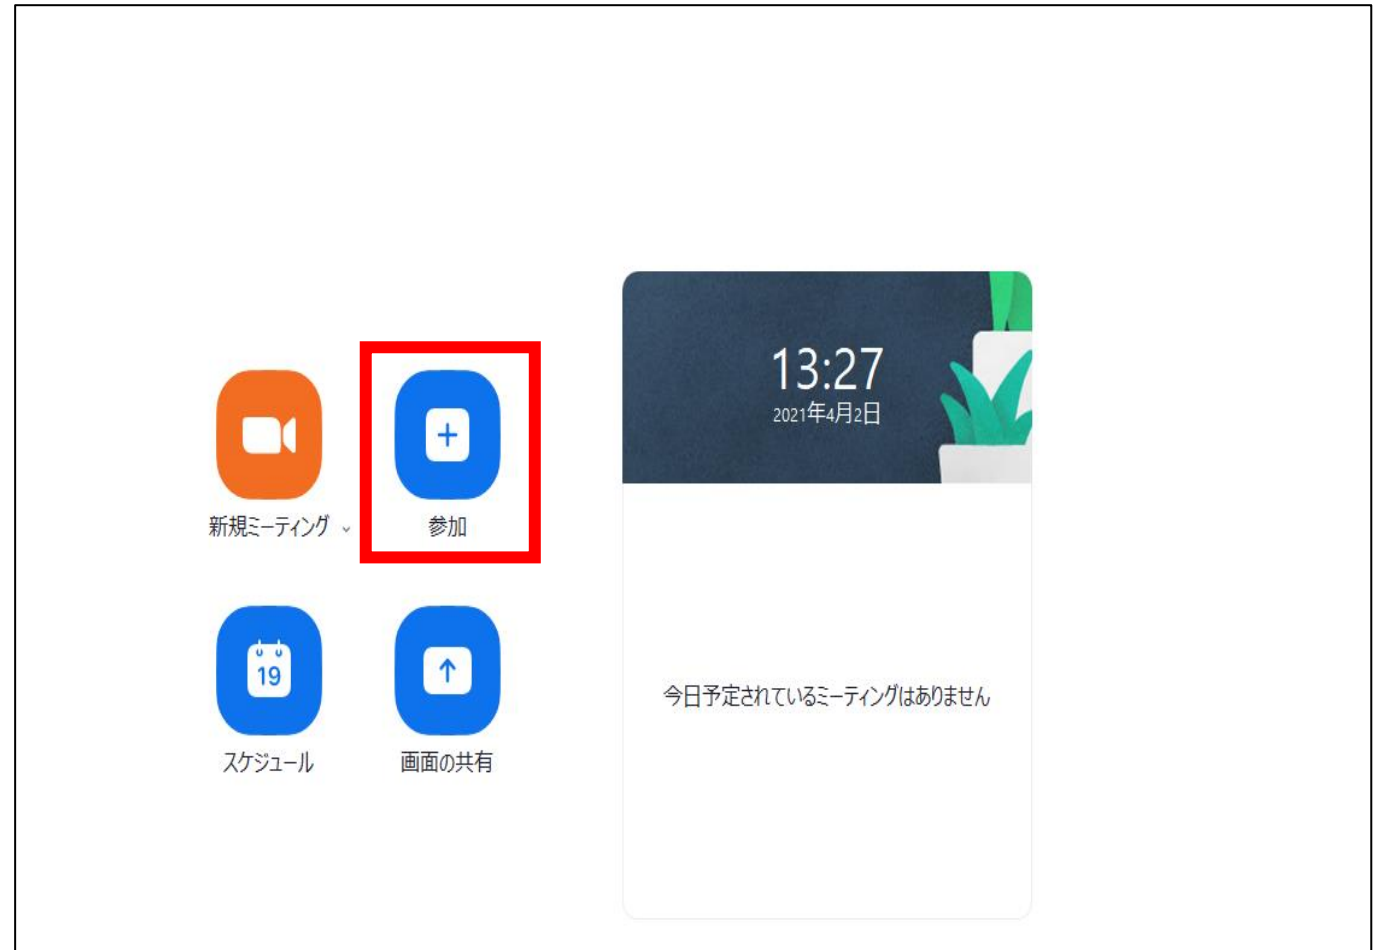 13:27
2021年4月2日
新規ミーティング
参加
19
スケジュール
画面の共有
今日予定されているミーティングはありません